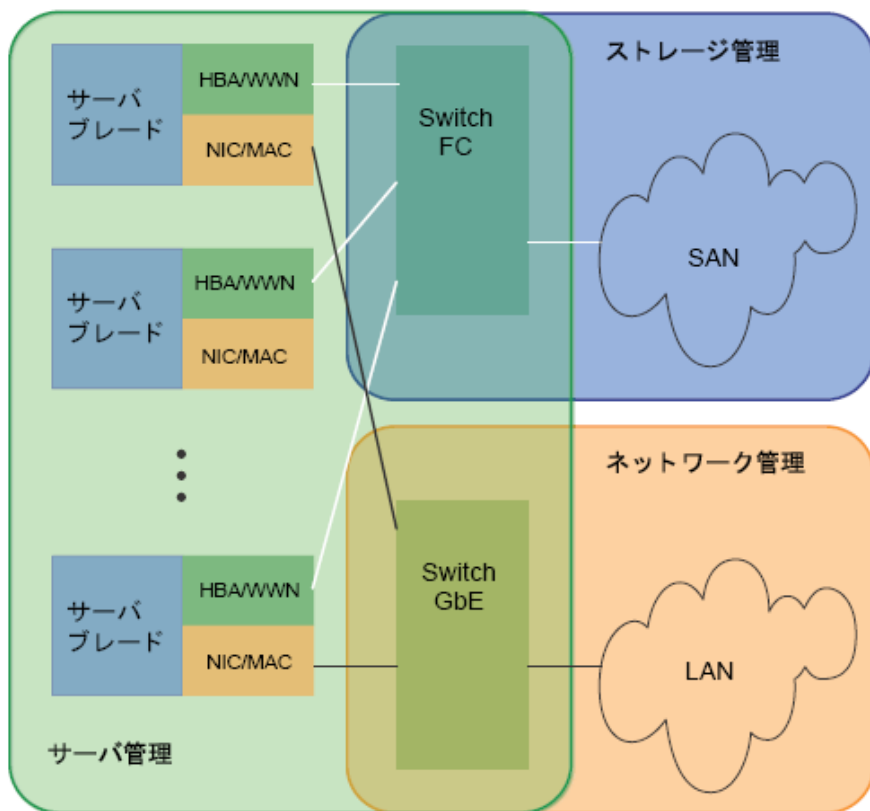 ストレージ管理
サーバ
ブレード
HBA/WWN
NIC/MAC
Switch
FC
SAN
サーバ
ブレード
HBA/WWN
NIC/MAC
ネットワーク管理
サーバ
ブレード
HBA/WWN
NIC/MAC
Switch
GbE
LAN
サーバ管理